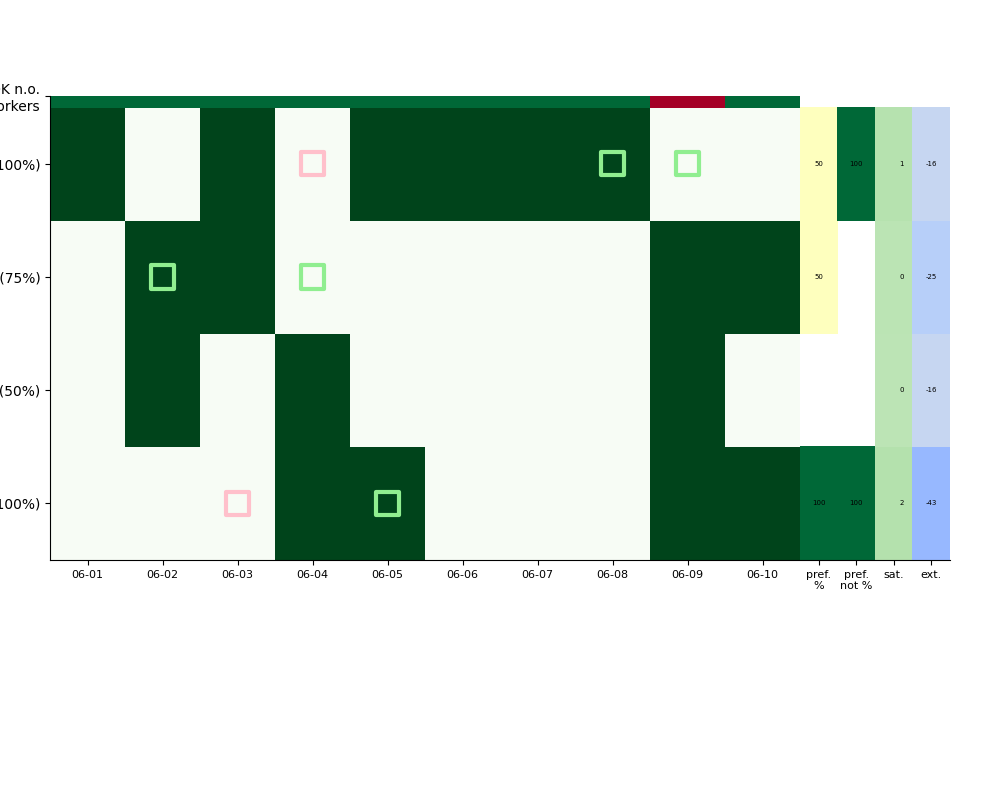 K n.o.
orkers
100%) 50 100 1 -16
(75%) 50 0 -25
(50%) 0 -16
100%) 100 100 2 -43
06-01 06-02 06-03 06-04 06-05 06-06 06-07 06-08 06-09 06-10 pref. pref. sat. ext.
% not %